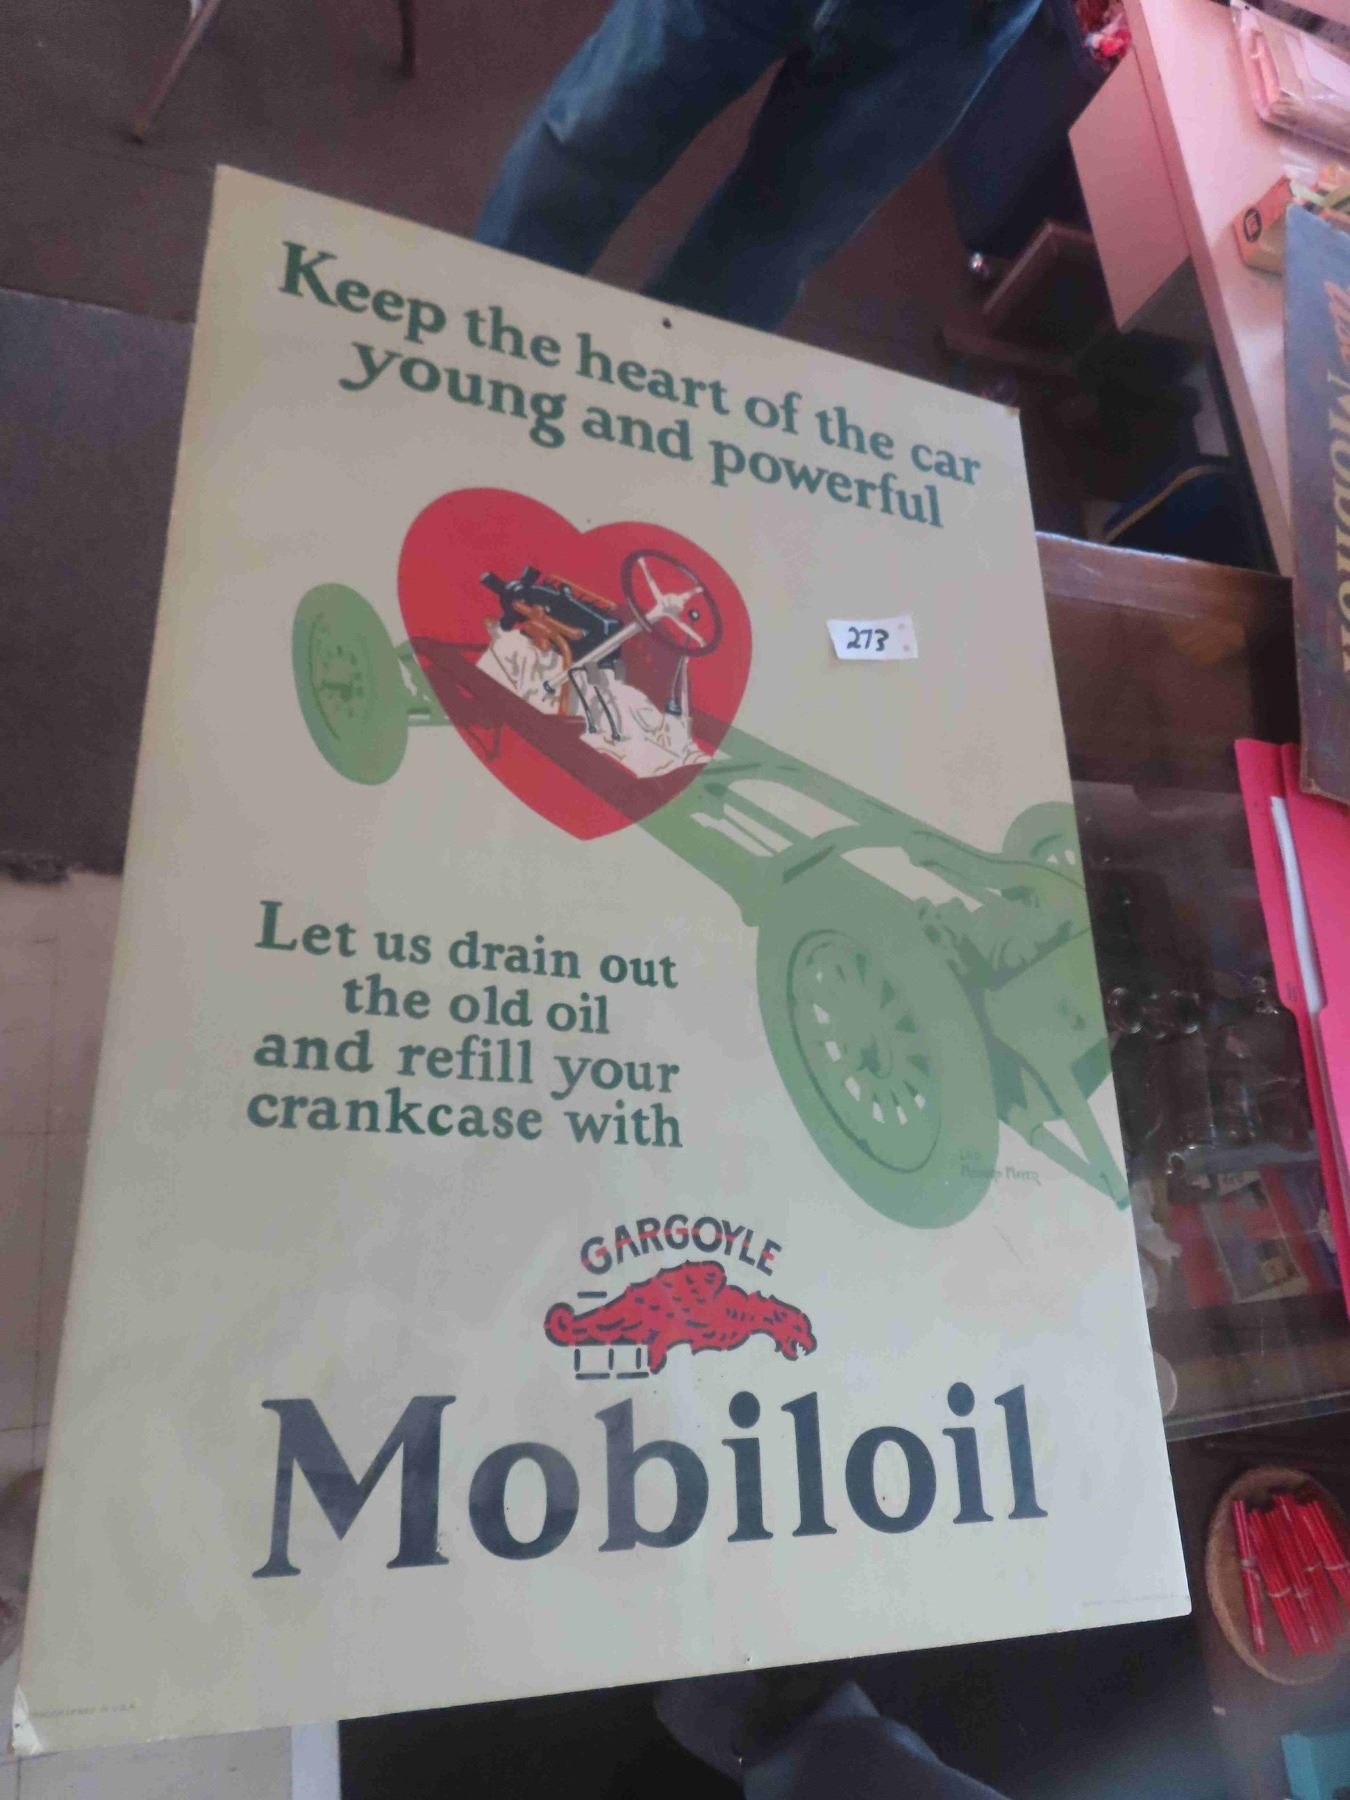 Keep the heart of the car
young and powerful
273
Let us drain out
the old oil
and refill your
crankcase with
GARGOYLE
Mobiloil